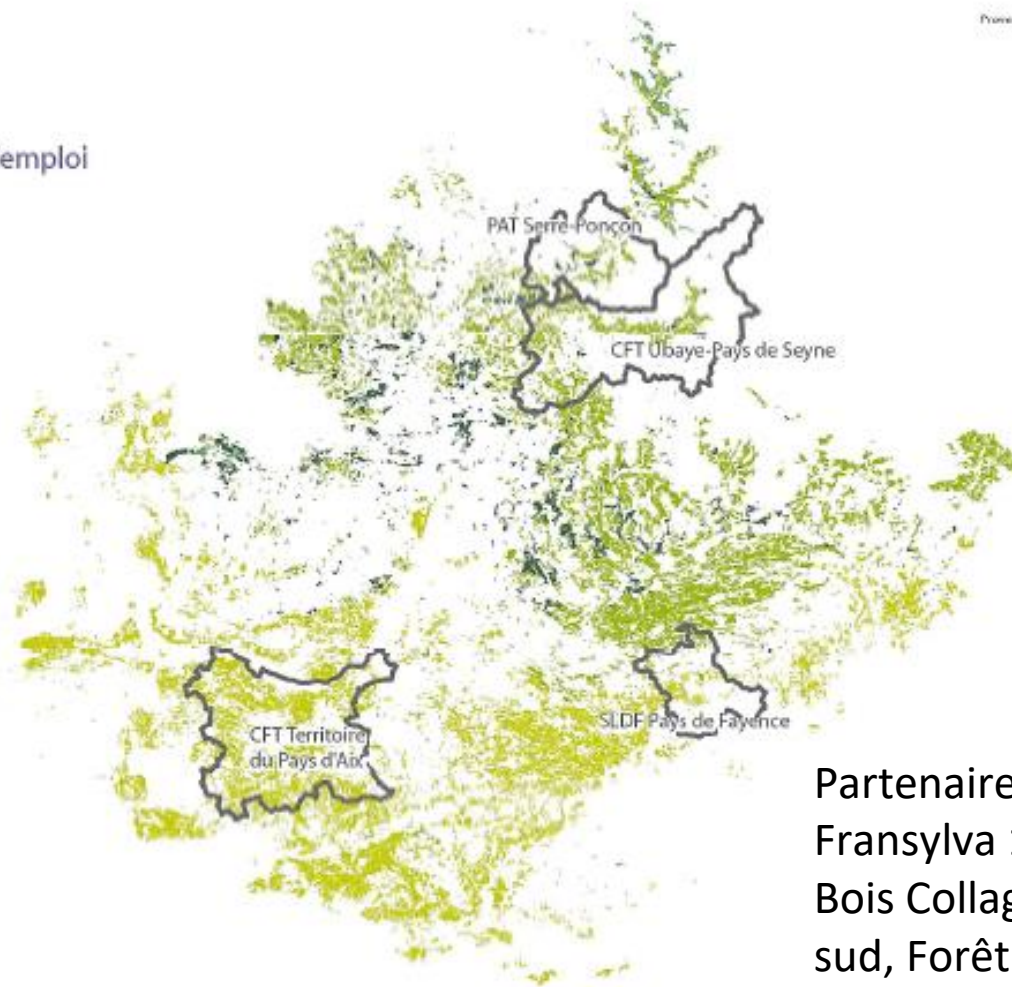 emploi
PAT Serre-Ponçon
CFT Ubaye-Pays de Seyne
SLDF Pays de Fayence
CFT Territoire
du Pays d'Aix
Partenaire
Fransylva
Bois Collag
sud, Forêt